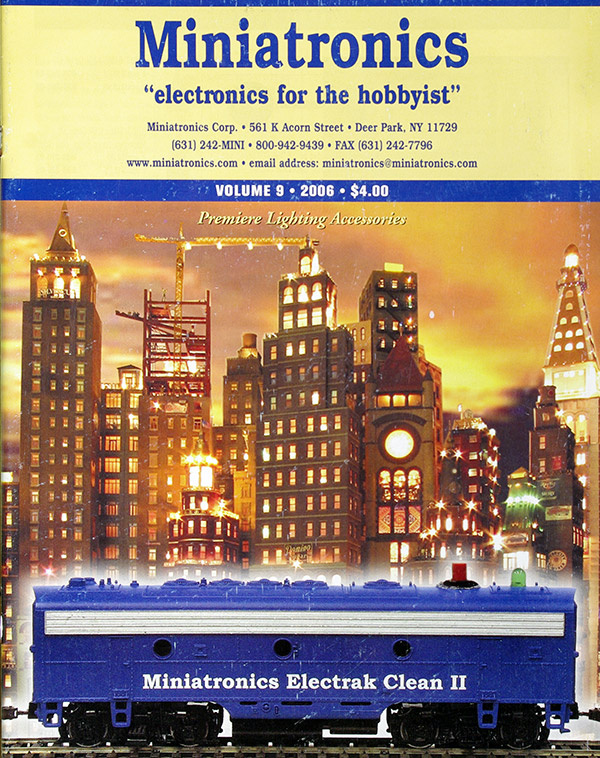 Miniatronics
“electronics for the hobbyist”
Miniatronics Corp. • 561 K Acorn Street • Deer Park, NY 11729
(631) 242-MINI • 800-942-9439 • FAX (631) 242-7796
www.miniatronics.com • email address: miniatronics@miniatronics.com
VOLUME 9 • 2006 • $4.00
Premiere Lighting Accessories
Miniatronics Electrak Clean II